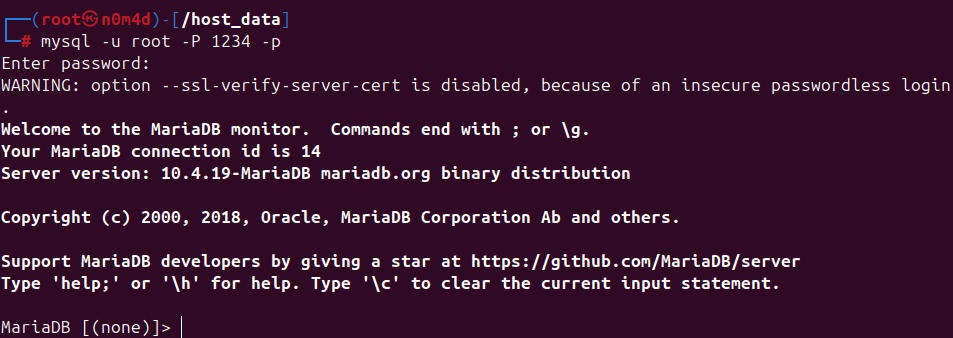 ┌──(root㉿n0m4d)-[/host_data]
└─# mysql -u root -P 1234 -p
Enter password:
WARNING: option --ssl-verify-server-cert is disabled, because of an insecure passwordless login
.
Welcome to the MariaDB monitor.  Commands end with ; or \g.
Your MariaDB connection id is 14
Server version: 10.4.19-MariaDB mariadb.org binary distribution

Copyright (c) 2000, 2018, Oracle, MariaDB Corporation Ab and others.

Support MariaDB developers by giving a star at https://github.com/MariaDB/server
Type 'help;' or '\h' for help. Type '\c' to clear the current input statement.

MariaDB [(none)]>